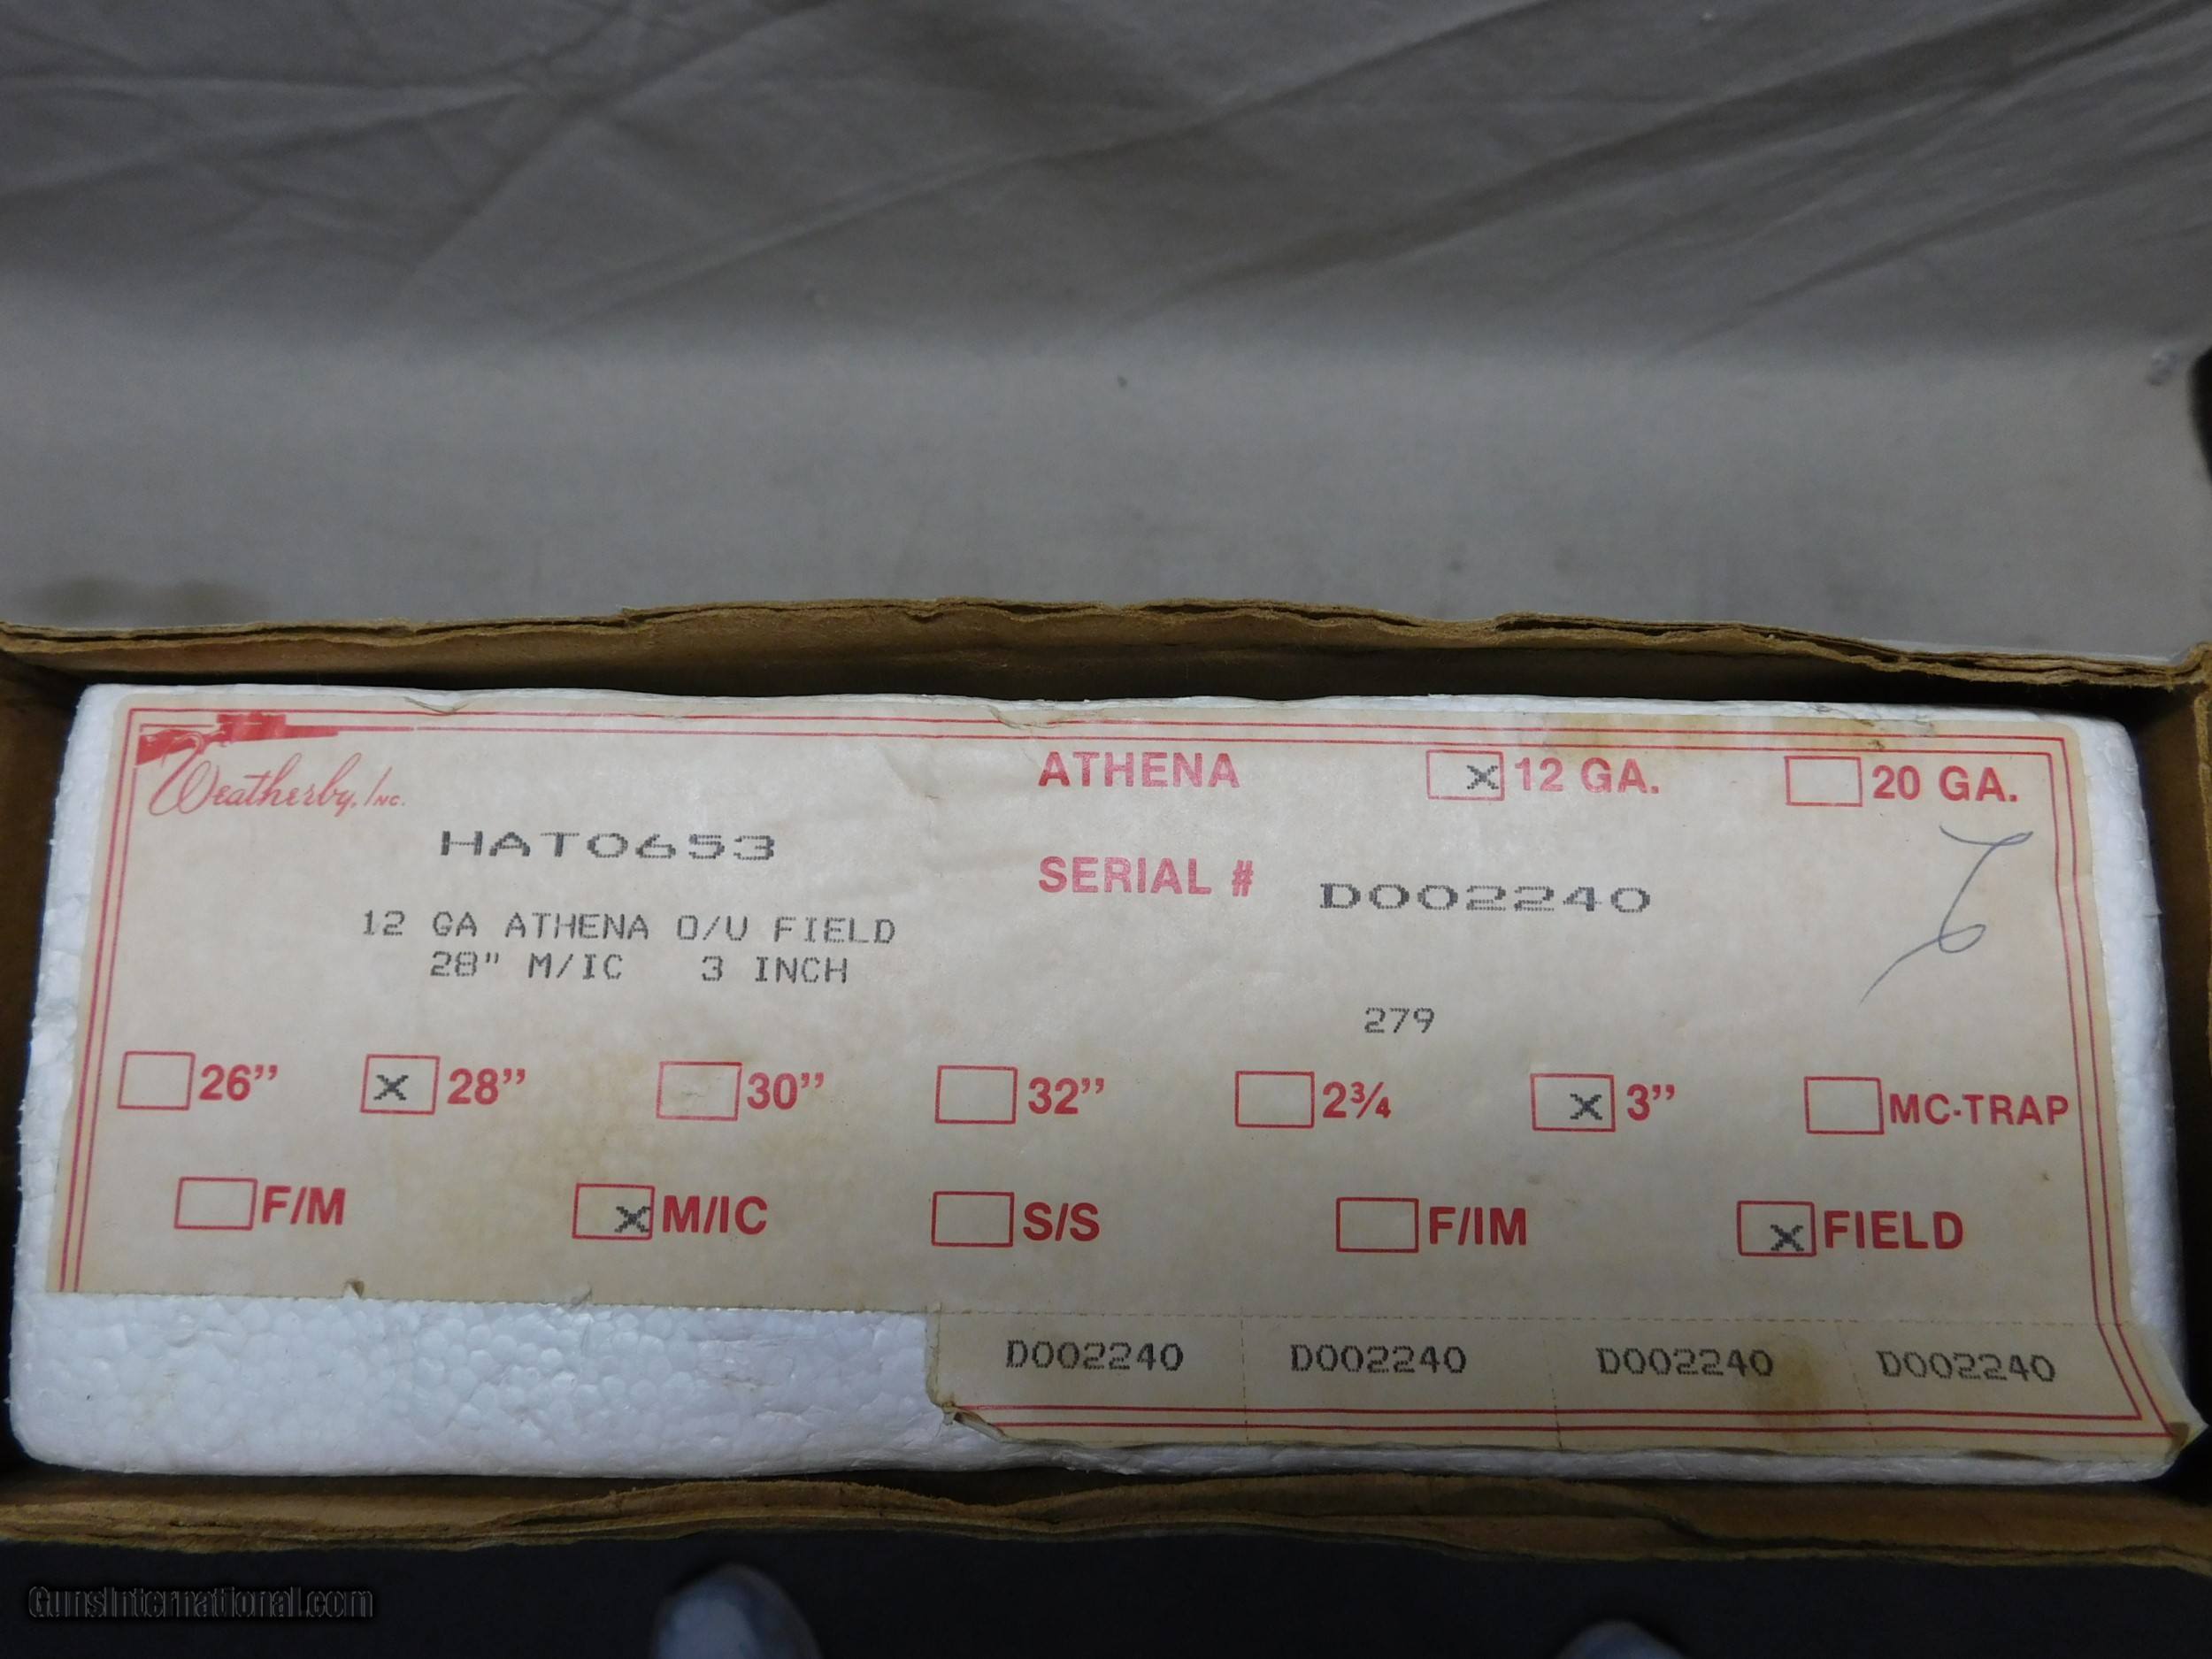 Weatherby, Inc.
ATHENA
12 GA.
20 GA.
HAT0653
SERIAL # D002240
12 GA ATHENA O/U FIELD
28" M/IC 3 INCH
279
26" X 28" 30" 32" 2¾ X 3" MC-TRAP
F/M X M/IC S/S F/IM X FIELD
D002240 D002240 D002240 D002240
GunsInternational.com